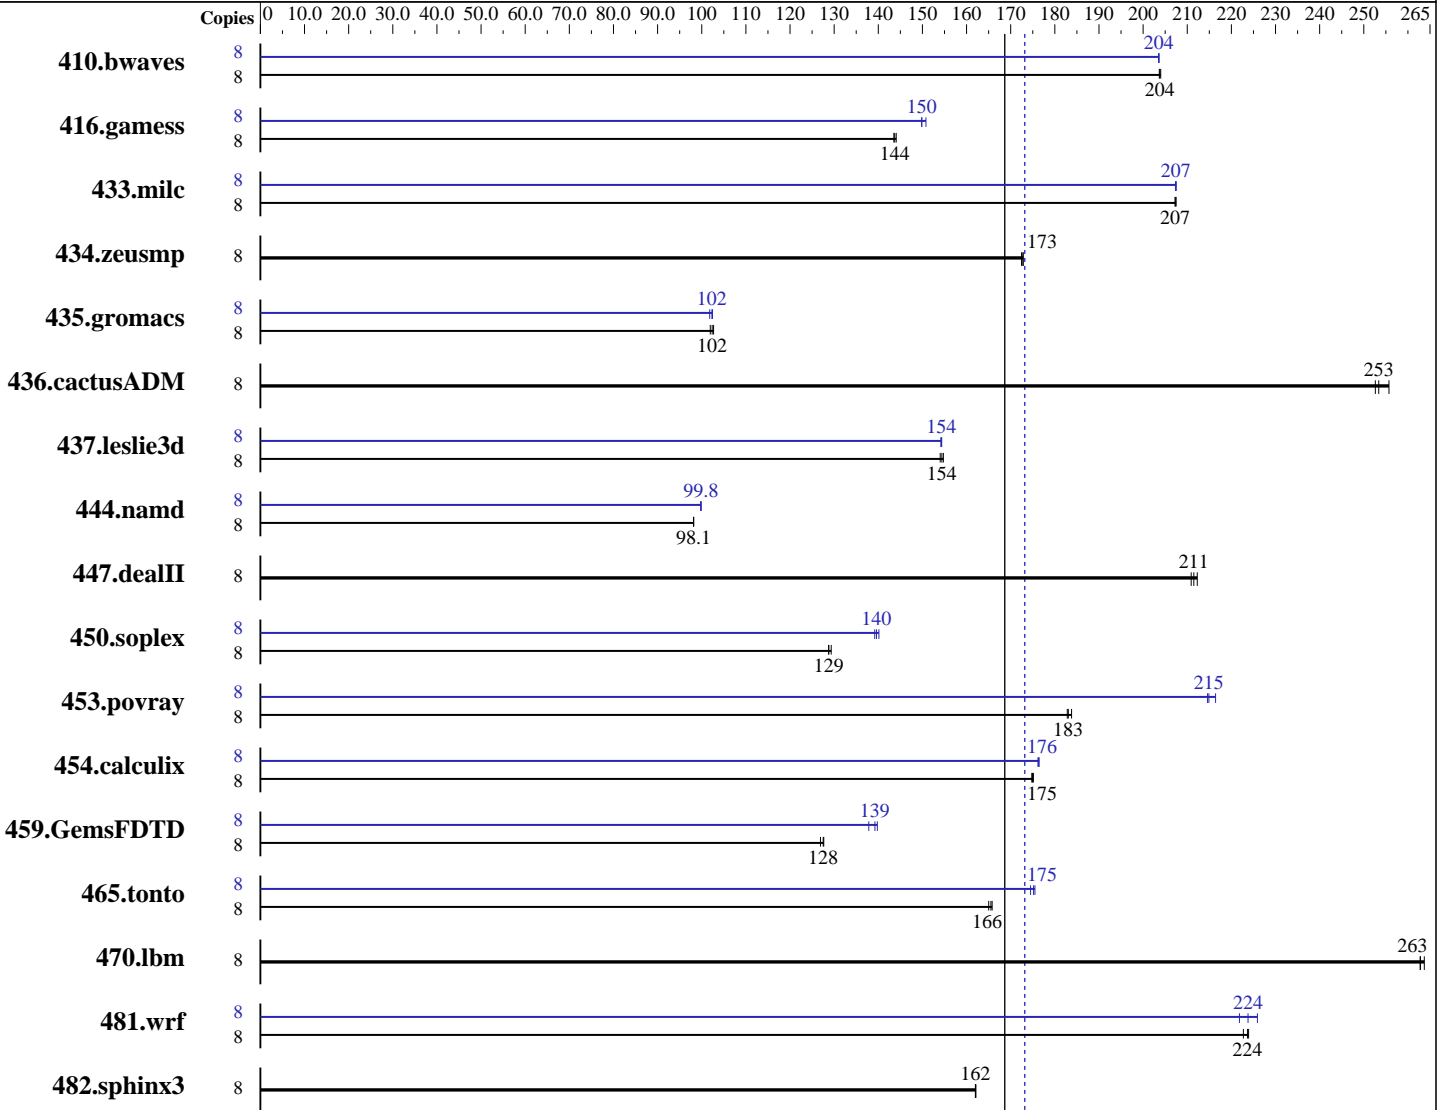 Copies 0 10.0 20.0 30.0 40.0 50.0 60.0 70.0 80.0 90.0 100 110 120 130 140 150 160 170 180 190 200 210 220 230 240 250 265
410.bwaves 8 204
8 204
416.gamess 8 150
8 144
433.milc 8 207
8 207
434.zeusmp 8 173
435.gromacs 8 102
8 102
436.cactusADM 8 253
437.leslie3d 8 154
8 154
444.namd 8 99.8
8 98.1
447.dealII 8 211
450.soplex 8 140
8 129
453.povray 8 215
8 183
454.calculix 8 176
8 175
459.GemsFDTD 8 139
8 128
465.tonto 8 175
8 166
470.lbm 8 263
481.wrf 8 224
8 224
482.sphinx3 8 162